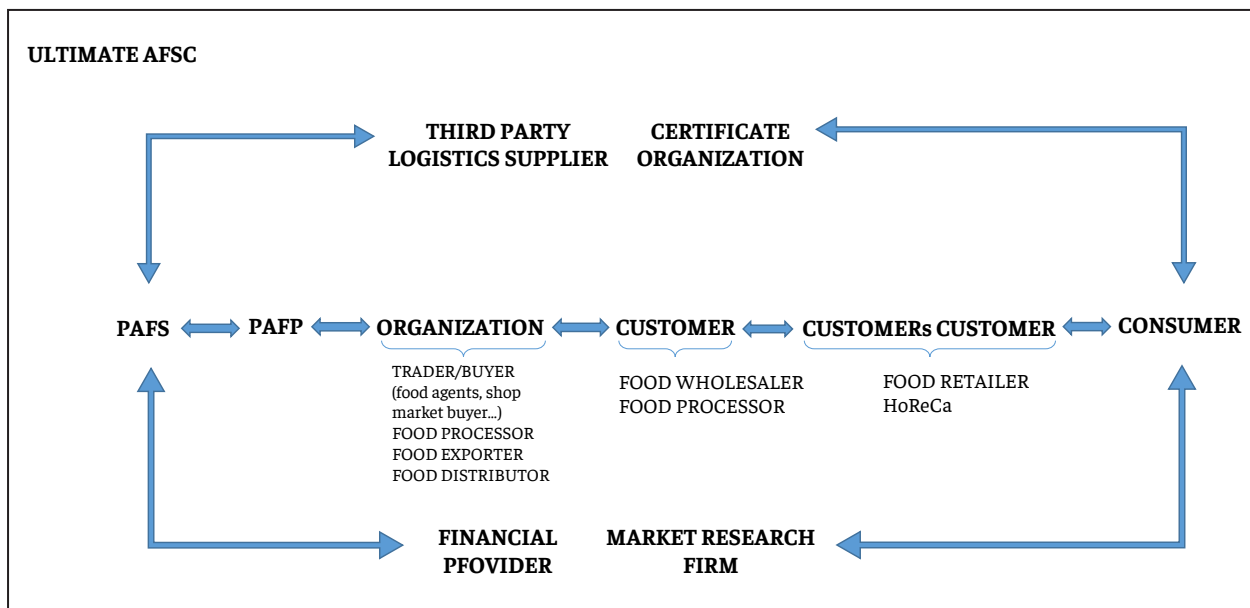 ULTIMATE AFSC
THIRD PARTY
LOGISTICS SUPPLIER
CERTIFICATE
ORGANIZATION
PAFS
PAFP
ORGANIZATION
CUSTOMER
CUSTOMERs CUSTOMER
CONSUMER
TRADER/BUYER
(food agents, shop
market buyer...)
FOOD PROCESSOR
FOOD EXPORTER
FOOD DISTRIBUTOR
FOOD WHOLESALER
FOOD PROCESSOR
FOOD RETAILER
HoReCa
FINANCIAL
PFOVIDER
MARKET RESEARCH
FIRM